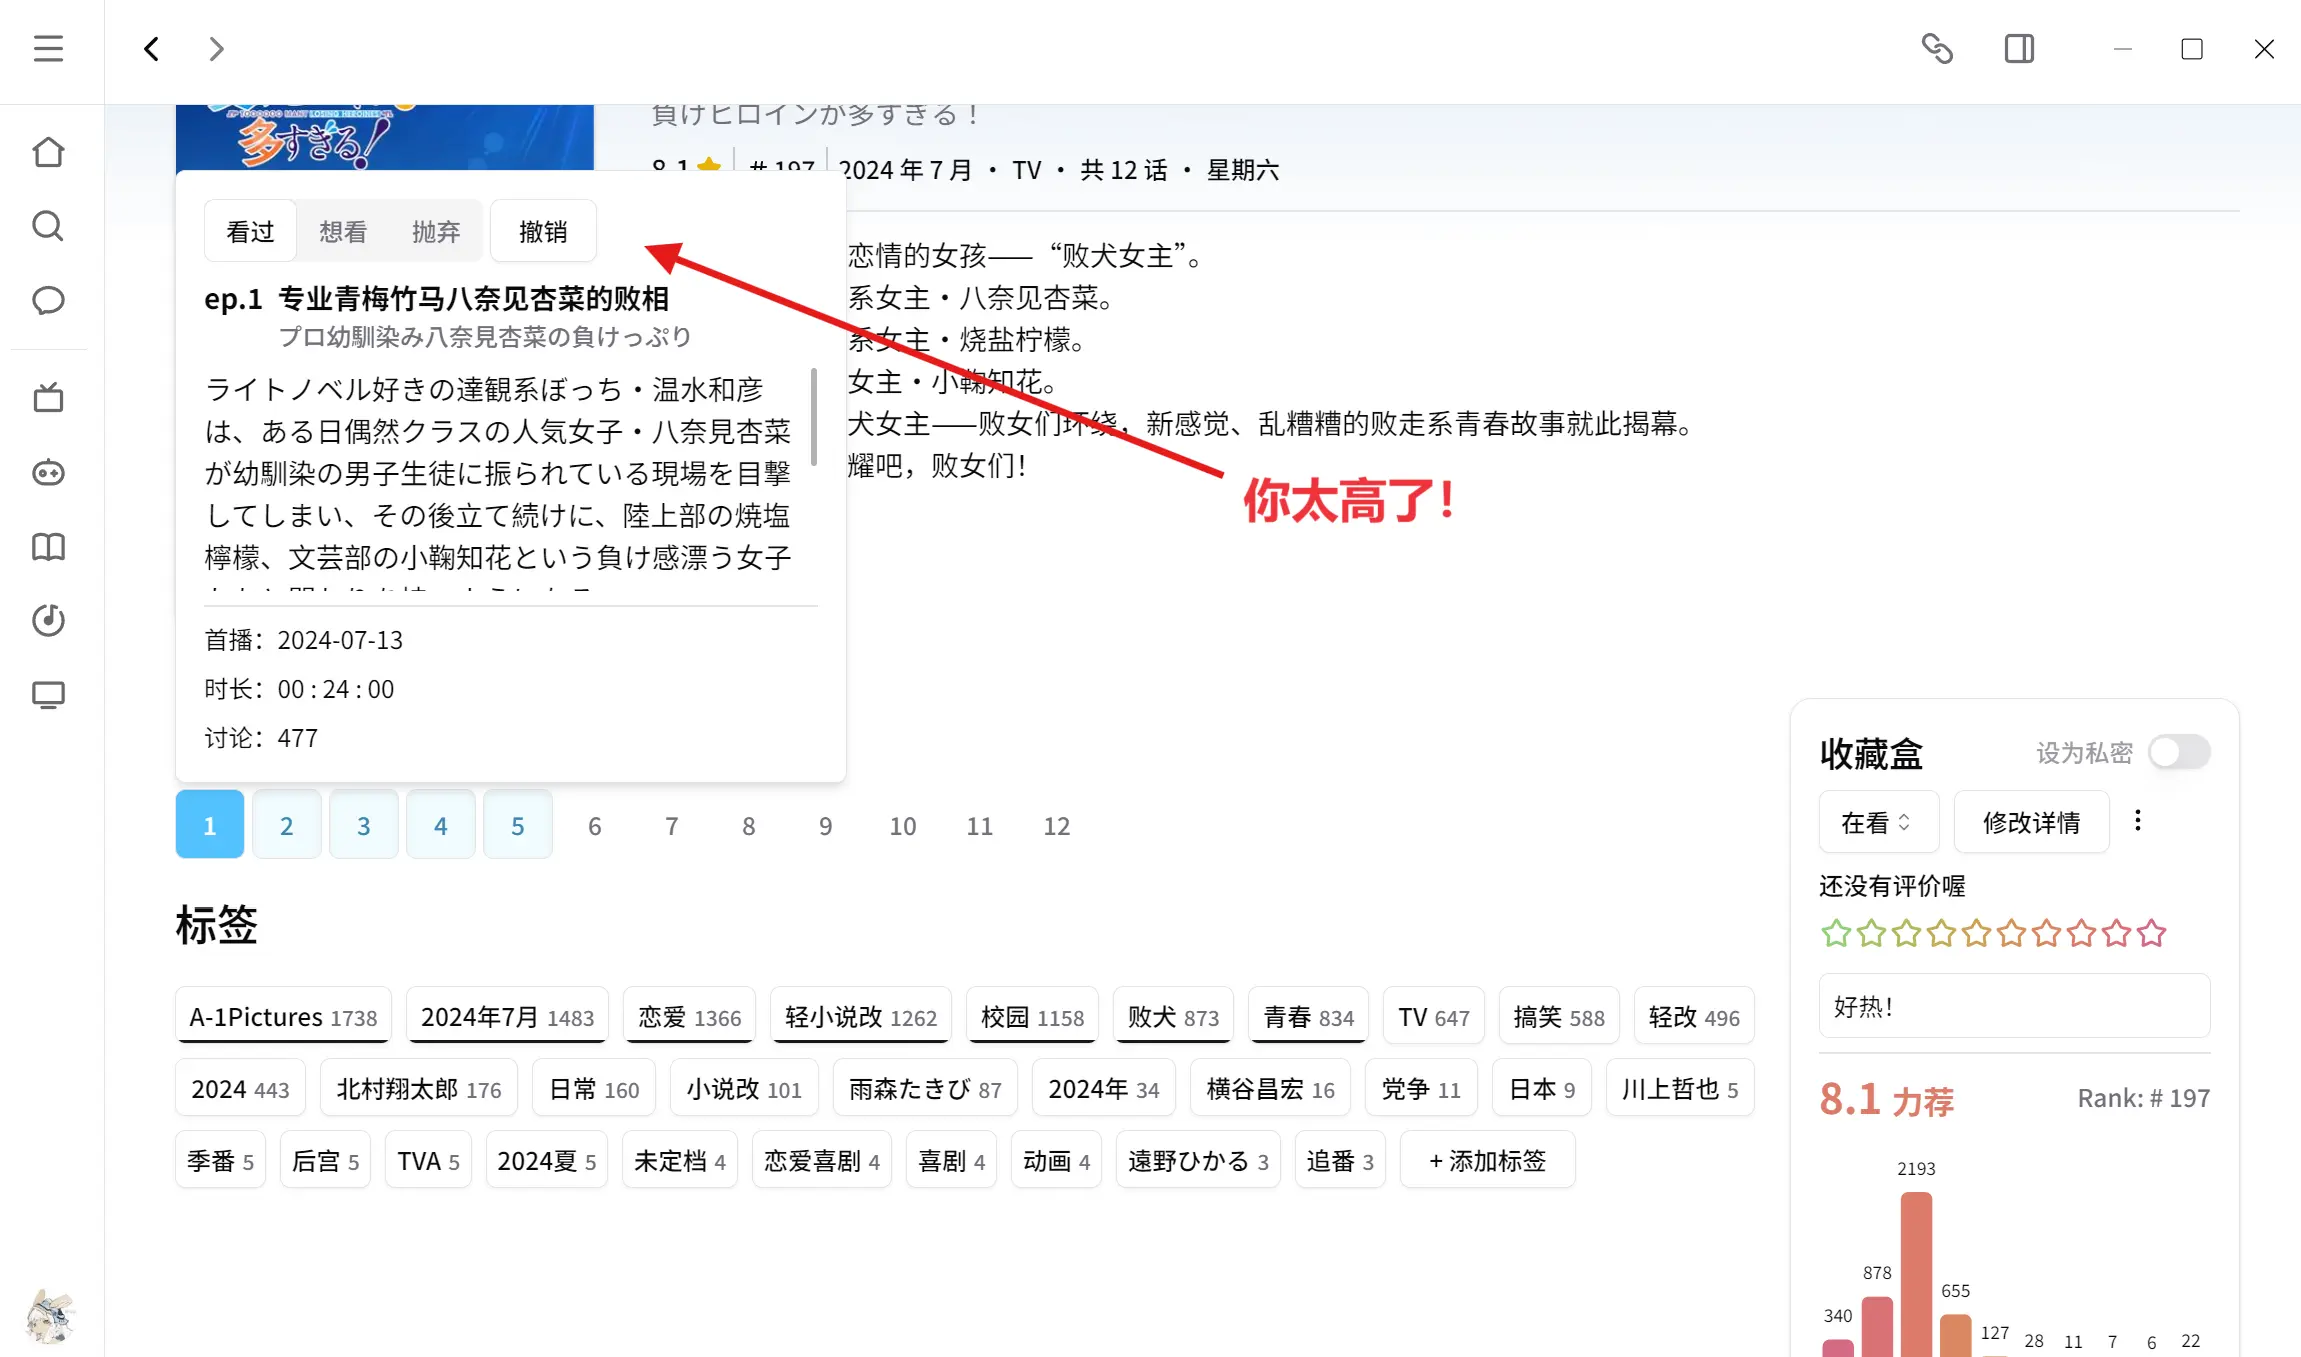 JP TOOOOOO MANY LOSING HEROINES
多すぎる!
負けヒロインが多すぎる！
8.1 # 197 2024 年 7 月 • TV • 共 12 话 • 星期六
看过 想看 抛弃 撤销
恋情的女孩——“败犬女主”。
系女主・八奈见杏菜。
系女主・烧盐柠檬。
女主・小鞠知花。
犬女主——败女们环绕，新感觉、乱糟糟的败走系青春故事就此揭幕。
耀吧，败女们！
你太高了！
ep.1 专业青梅竹马八奈见杏菜的败相
プロ幼馴染み八奈見杏菜の負けっぷり
ライトノベル好きの達観系ぼっち・温水和彦
は、ある日偶然クラスの人気女子・八奈見杏菜
が幼馴染の男子生徒に振られている現場を目撃
してしまい、その後立て続けに、陸上部の焼塩
檸檬、文芸部の小鞠知花という負け感漂う女子
首播：2024-07-13
时长：00 : 24 : 00
讨论：477
1 2 3 4 5 6 7 8 9 10 11 12
标签
A-1Pictures 1738 2024年7月 1483 恋爱 1366 轻小说改 1262 校园 1158 败犬 873 青春 834 TV 647 搞笑 588 轻改 496
2024 443 北村翔太郎 176 日常 160 小说改 101 雨森たきび 87 2024年 34 横谷昌宏 16 党争 11 日本 9 川上哲也 5
季番 5 后宫 5 TVA 5 2024夏 5 未定档 4 恋爱喜剧 4 喜剧 4 动画 4 遠野ひかる 3 追番 3 + 添加标签
收藏盒 设为私密
在看 修改详情
还没有评价喔
好热！
8.1 力荐 Rank: # 197
2193
878
655
340
127
28 11 7 6 22